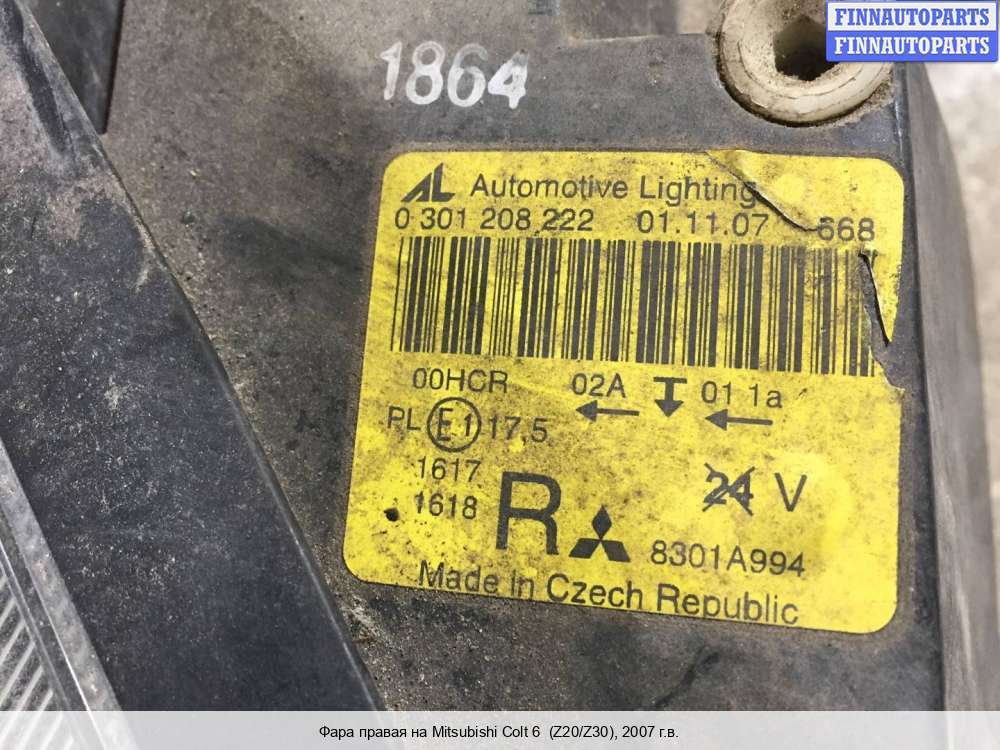 FINNAUTOPARTS
FINNAUTOPARTS
1864
AL Automotive Lighting
0 301 208 222 01.11.07 668
00HCR 02A 01 1a
PL E1 17,5
1617
1618
R 24 V
8301A994
Made in Czech Republic
Фара правая на Mitsubishi Colt 6 (Z20/Z30), 2007 г.в.